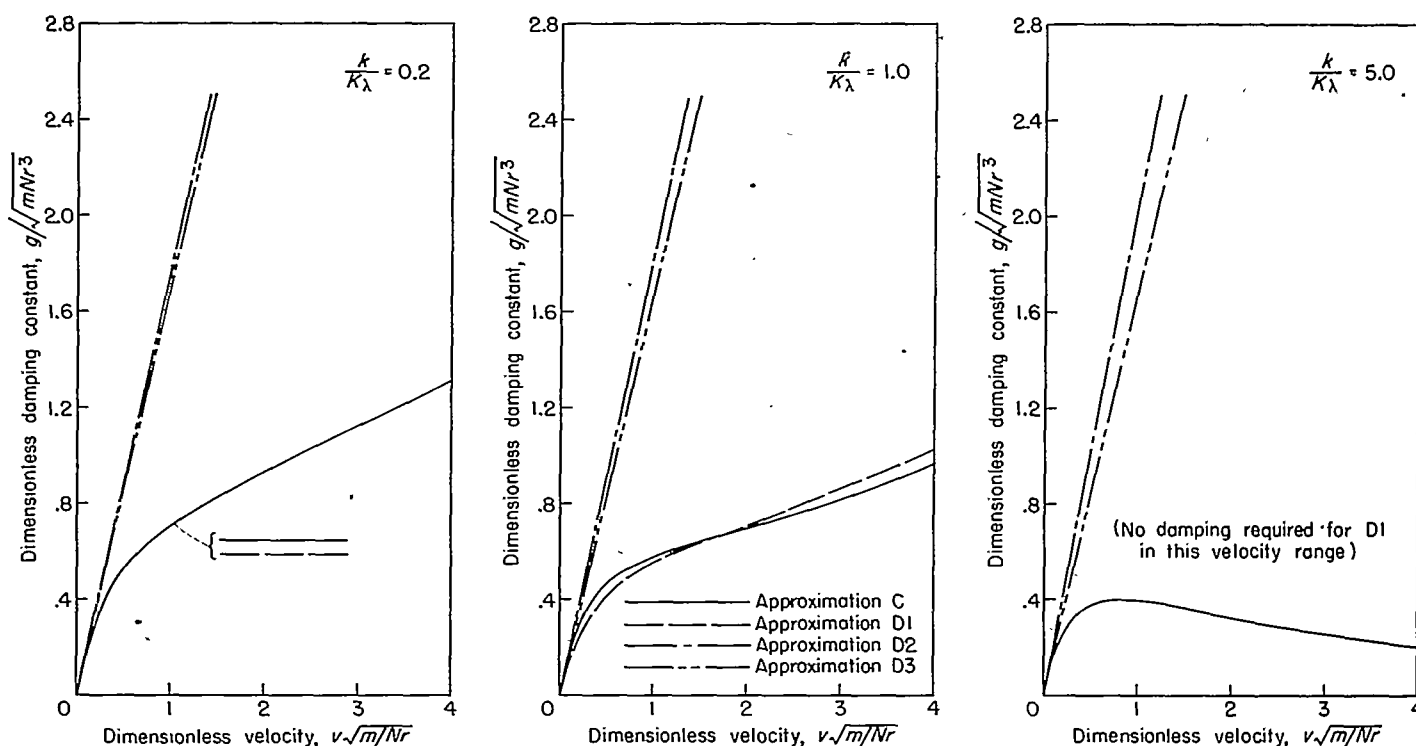 2.8
2.4
2.0
1.6
1.2
.8
.4
0
1
2
3
4
k/K_λ = 0.2
Dimensionless damping constant, g/√mNr³
Dimensionless velocity, v√m/Nr
2.8
2.4
2.0
1.6
1.2
.8
.4
0
1
2
3
4
k/K_λ = 1.0
Dimensionless damping constant, g/√mNr³
Approximation C
Approximation D1
Approximation D2
Approximation D3
Dimensionless velocity, v√m/Nr
2.8
2.4
2.0
1.6
1.2
.8
.4
0
1
2
3
4
k/K_λ = 5.0
Dimensionless damping constant, g/√mNr³
(No damping required for D1
in this velocity range)
Dimensionless velocity, v√m/Nr